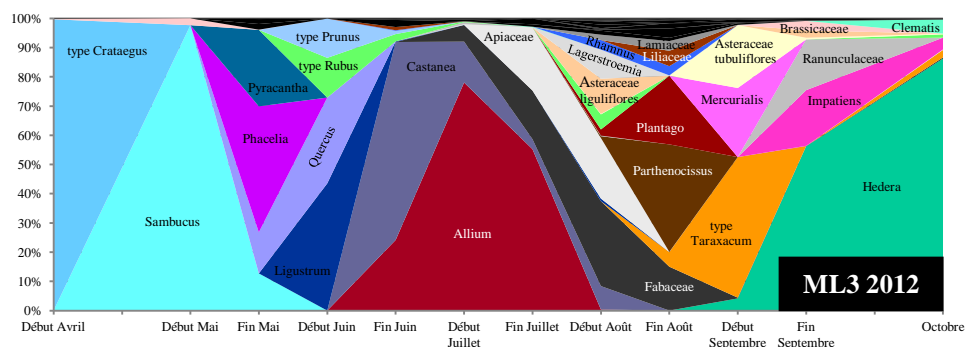 100%
90%
80%
70%
60%
50%
40%
30%
20%
10%
0%
type Crataegus
Sambucus
Pyracantha
Phacelia
type Prunus
type Rubus
Quercus
Ligustrum
Castanea
Allium
Apiaceae
Rhamnus
Lagerstroemia
Asteraceae
liguliflores
Lamiaceae
Liliaceae
Plantago
Parthenocissus
Fabaceae
Asteraceae
tubuliflores
Mercurialis
type
Taraxacum
Brassicaceae
Ranunculaceae
Impatiens
Clematis
Hedera
ML3 2012
Début Avril
Début Mai
Fin Mai
Début Juin
Fin Juin
Début
Juillet
Fin Juillet
Début Août
Fin Août
Début
Septembre
Fin
Septembre
Octobre